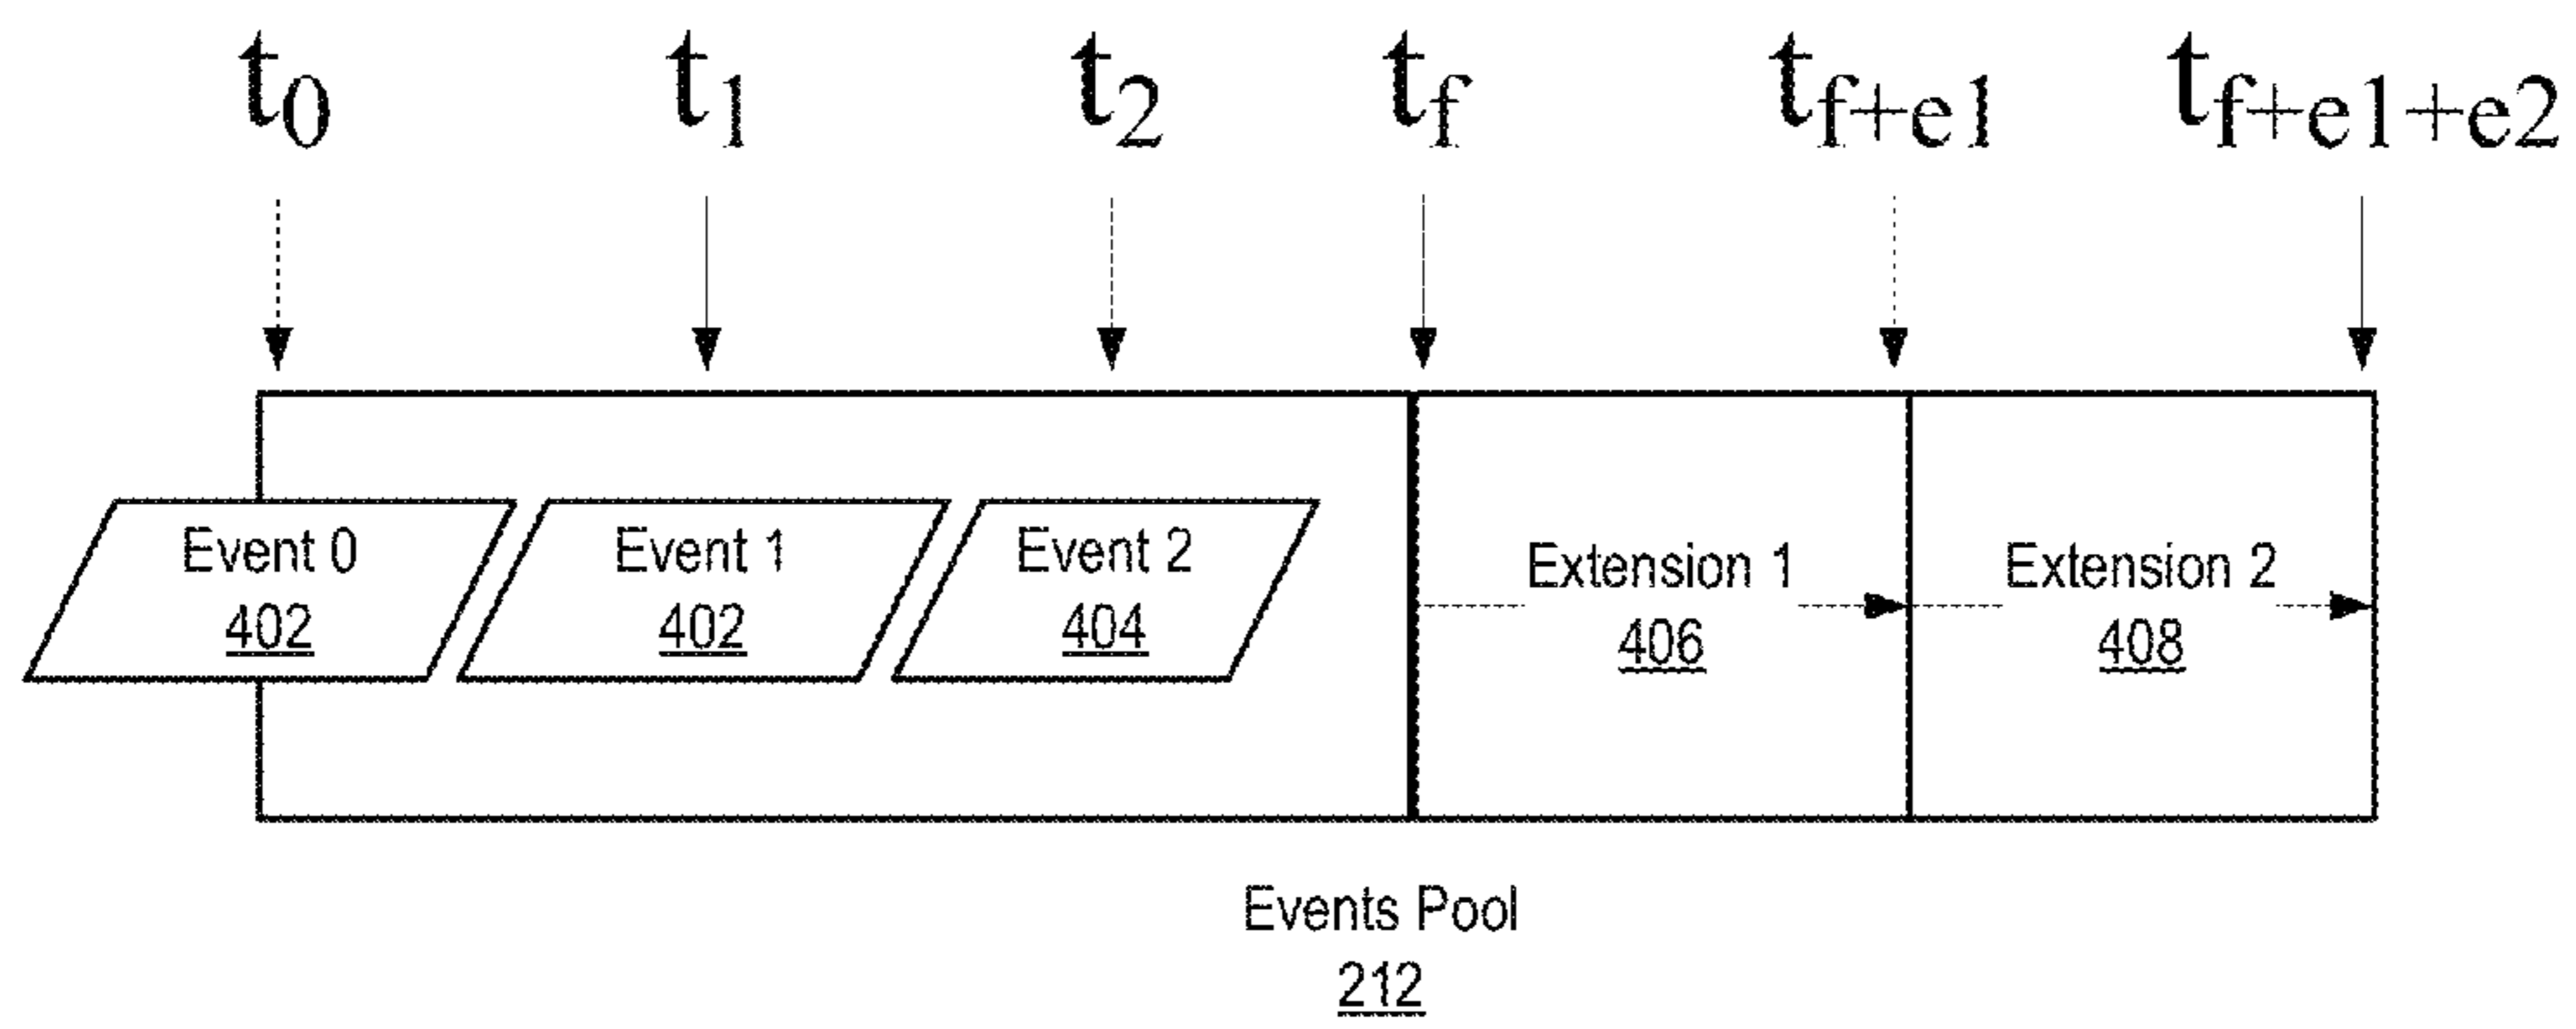 t0 t1 t2 tf tf+e1 tf+e1+e2
Event 0
402
Event 1
402
Event 2
404
Extension 1
406
Extension 2
408
Events Pool
212